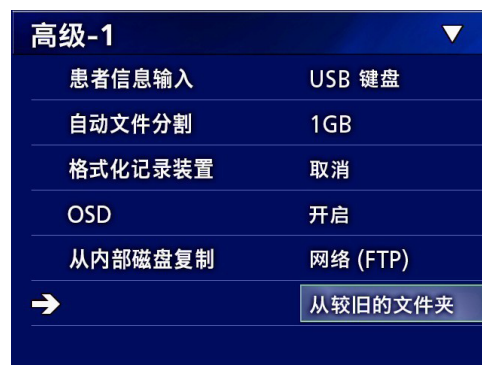 高级-1
患者信息输入 USB 键盘
自动文件分割 1GB
格式化记录装置 取消
OSD 开启
从内部磁盘复制 网络 (FTP)
从较旧的文件夹